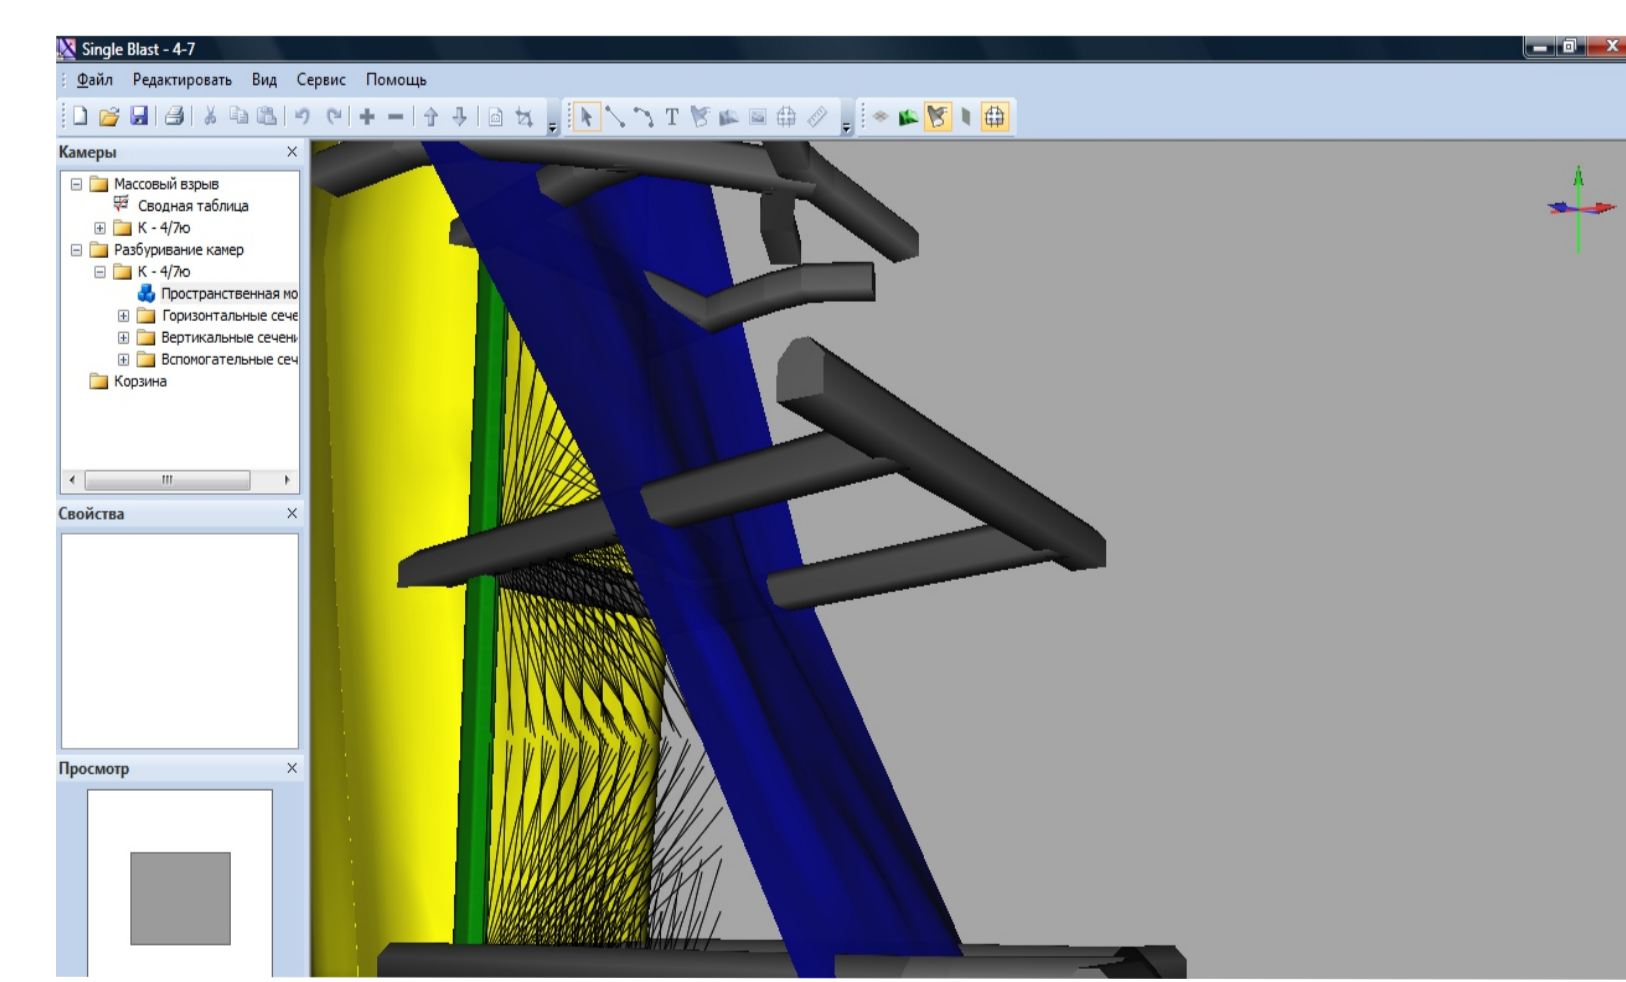 Single Blast - 4-7
Файл Редактировать Вид Сервис Помощь
T
Камеры
Массовый взрыв
Сводная таблица
К - 4/7ю
Разбуривание камер
К - 4/7ю
Пространственная мо
Горизонтальные сече
Вертикальные сечени
Вспомогательные сеч
Корзина
Свойства
Просмотр